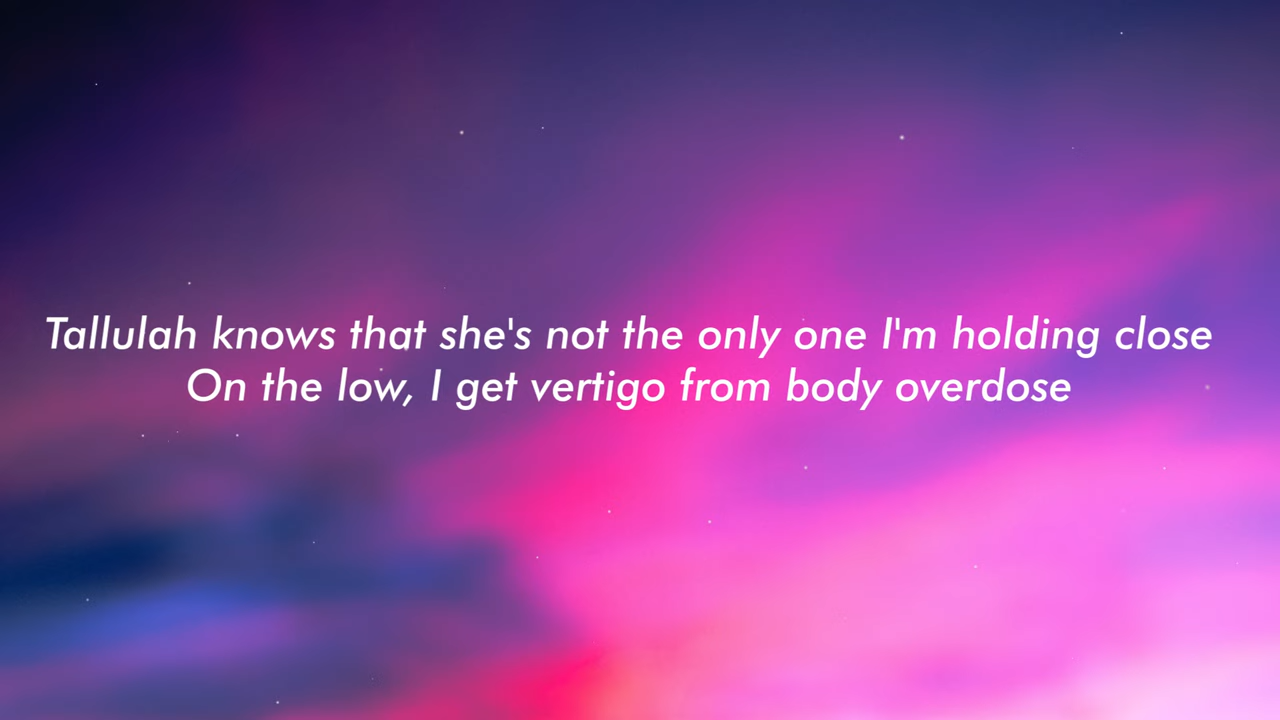 Tallulah knows that she's not the only one I'm holding close
On the low, I get vertigo from body overdose